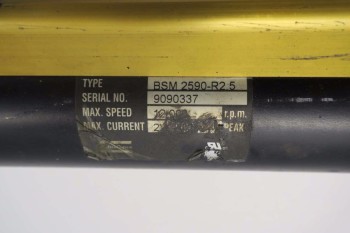 TYPE BSM 2590-R2.5
SERIAL NO. 9090337
MAX. SPEED r.p.m.
MAX. CURRENT PEAK